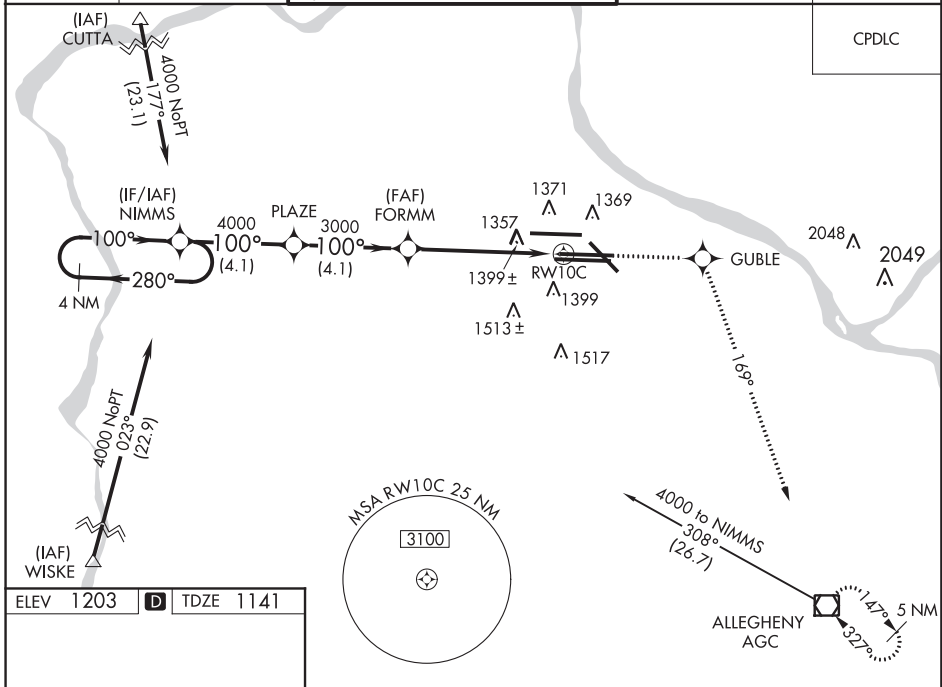 (IAF)
CUTTA
4000 NoPT
177°
(23.1)
CPDLC
(IF/IAF)
NIMMS
100°
280°
4 NM
4000
100°
(4.1)
PLAZE
3000
100°
(4.1)
(FAF)
FORMM
1357
1371
1369
1399 ±
RW10C
1399
1513 ±
1517
GUBLE
2048
2049
169°
4000 NoPT
023°
(22.9)
(IAF)
WISKE
MSA RW10C 25 NM
3100
4000 to NIMMS
308°
(26.7)
ALLEGHENY
AGC
147°
327°
5 NM
ELEV 1203 D TDZE 1141